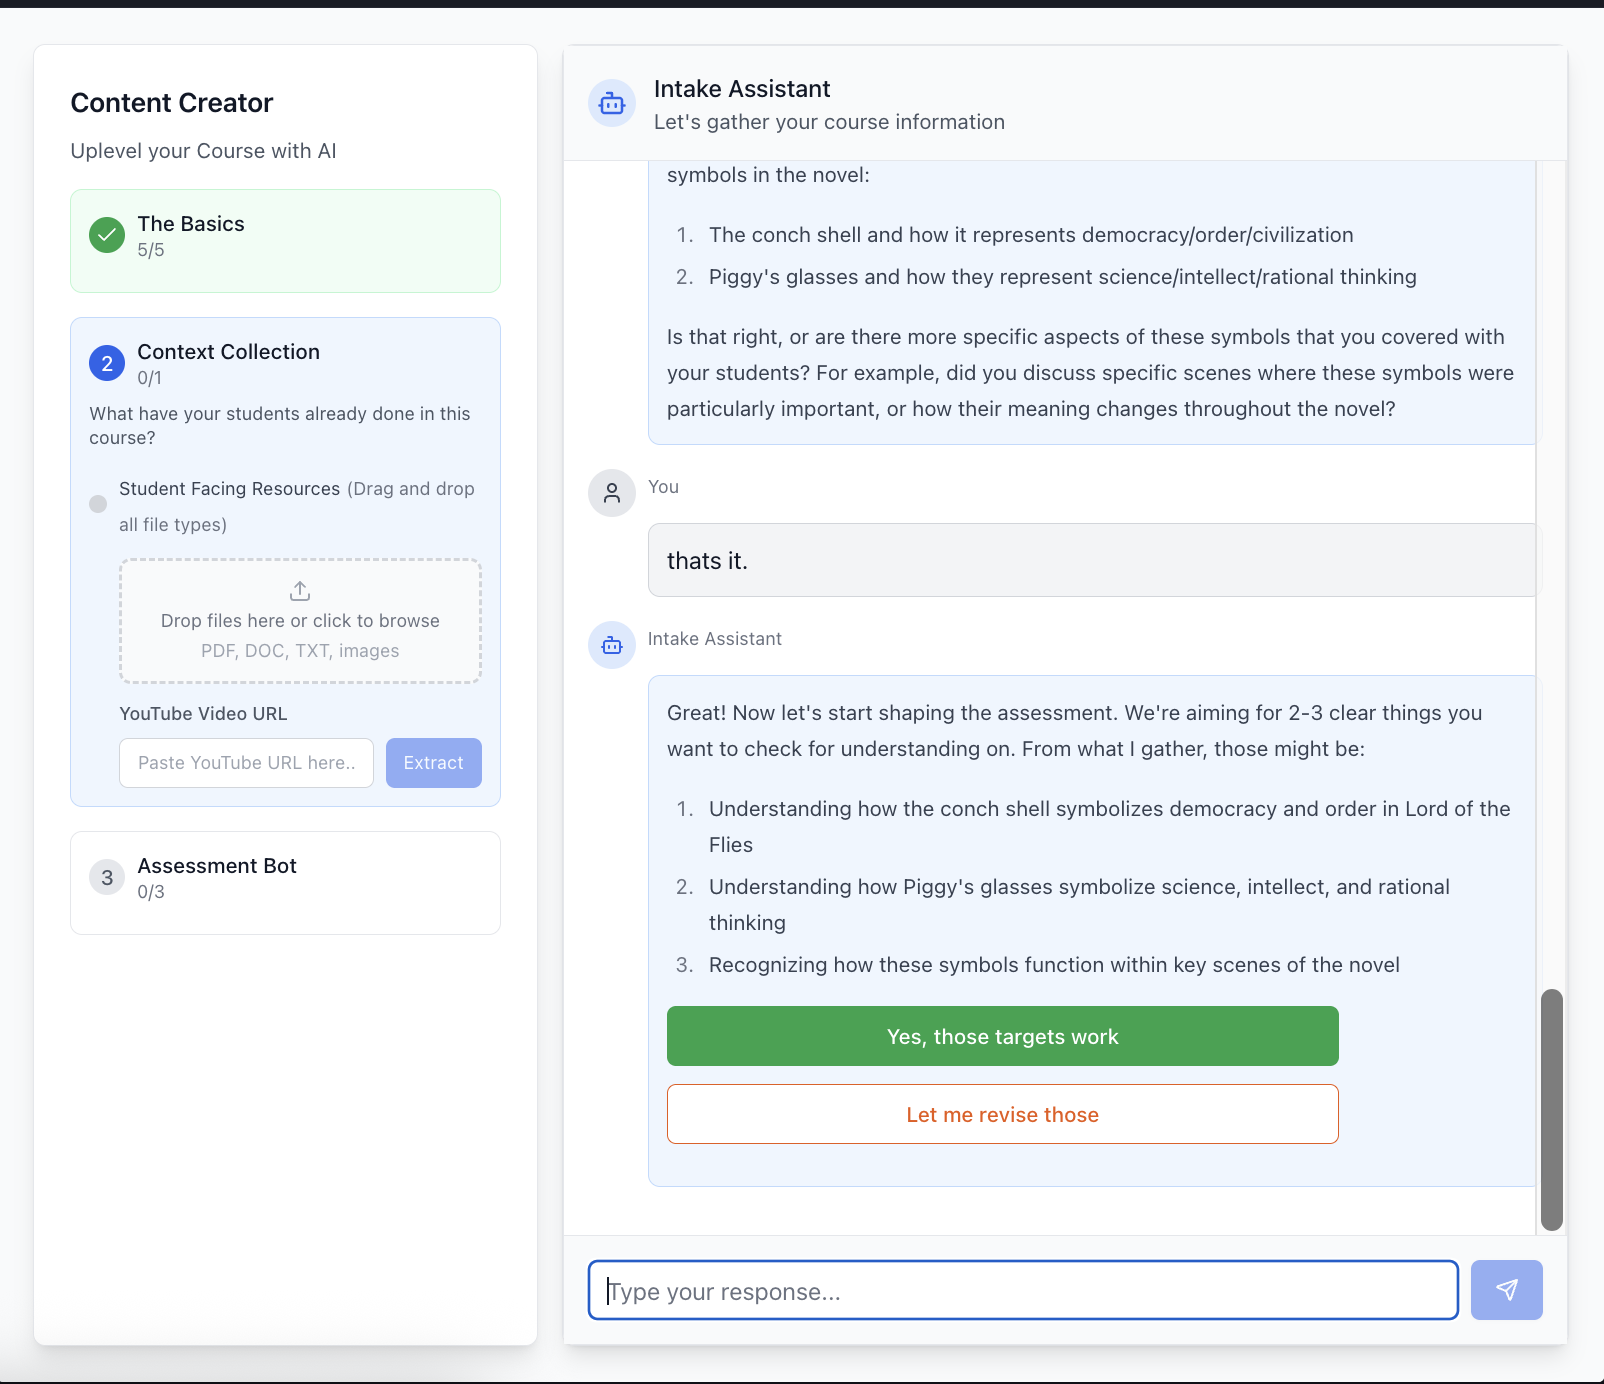 Content Creator
Uplevel your Course with AI
The Basics
5/5
2
Context Collection
0/1
What have your students already done in this
course?
Student Facing Resources (Drag and drop
all file types)
Drop files here or click to browse
PDF, DOC, TXT, images
YouTube Video URL
Paste YouTube URL here..
Extract
3
Assessment Bot
0/3
Intake Assistant
Let's gather your course information
symbols in the novel:
1. The conch shell and how it represents democracy/order/civilization
2. Piggy's glasses and how they represent science/intellect/rational thinking
Is that right, or are there more specific aspects of these symbols that you covered with
your students? For example, did you discuss specific scenes where these symbols were
particularly important, or how their meaning changes throughout the novel?
You
thats it.
Intake Assistant
Great! Now let's start shaping the assessment. We're aiming for 2-3 clear things you
want to check for understanding on. From what I gather, those might be:
1. Understanding how the conch shell symbolizes democracy and order in Lord of the
Flies
2. Understanding how Piggy's glasses symbolize science, intellect, and rational
thinking
3. Recognizing how these symbols function within key scenes of the novel
Yes, those targets work
Let me revise those
Type your response...